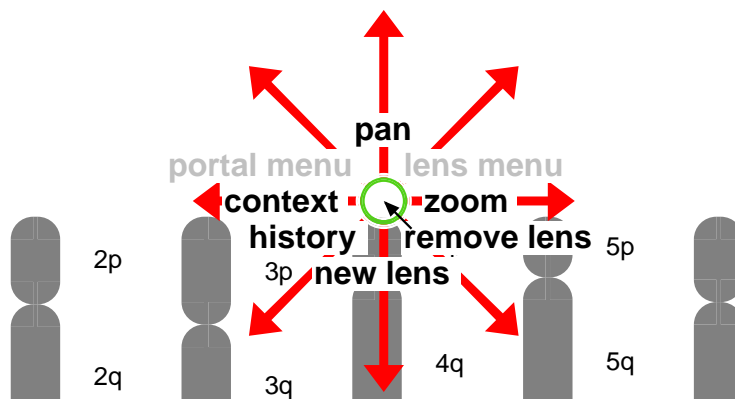 pan
portal menu
lens menu
context
zoom
history
remove lens
new lens
2p
3p
5p
2q
3q
4q
5q